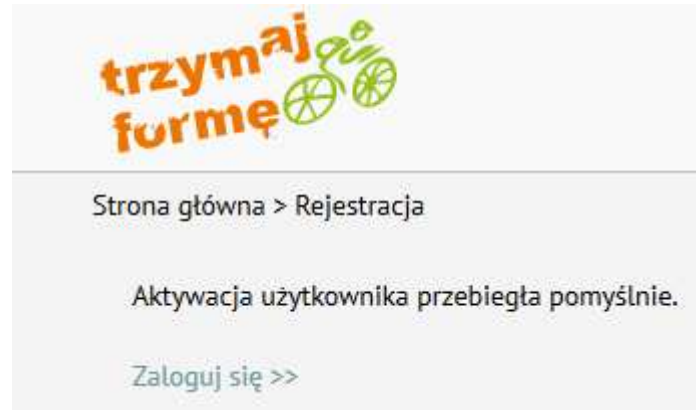 trzymaj
formę
Strona główna > Rejestracja
Aktywacja użytkownika przebiegła pomyślnie.
Zaloguj się >>